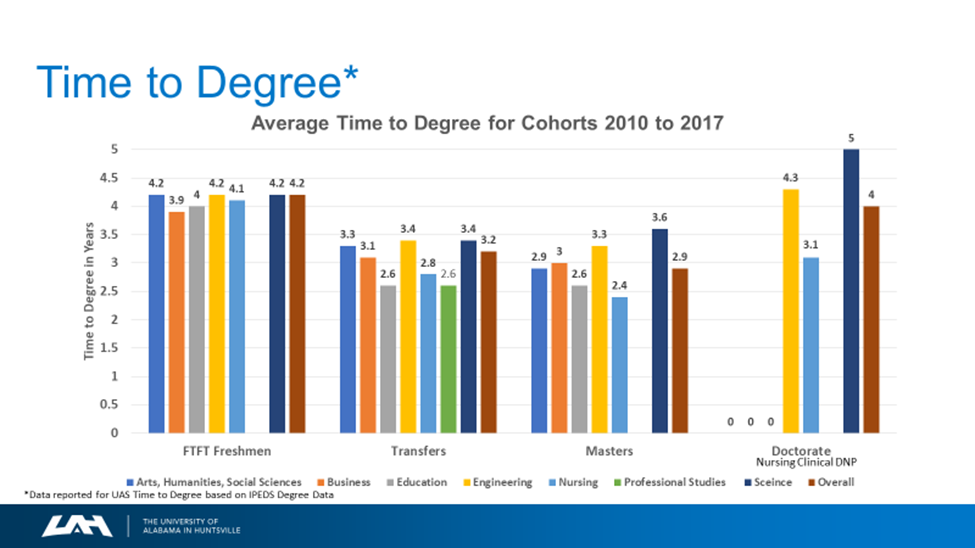 Time to Degree*
Average Time to Degree for Cohorts 2010 to 2017
Time to Degree in Years
5
4.5
4
3.5
3
2.5
2
1.5
1
0.5
0
4.2 3.9 4 4.2 4.1 4.2 4.2
3.3 3.1 2.6 3.4 2.8 2.6 3.4 3.2
2.9 3 2.6 3.3 2.4 3.6 2.9
0 0 0 4.3 3.1 5 4
FTFT Freshmen Transfers Masters Doctorate
Nursing Clinical DNP
Arts, Humanities, Social Sciences Business Education Engineering Nursing Professional Studies Sceince Overall
*Data reported for UAS Time to Degree based on IPEDS Degree Data
UAH
THE UNIVERSITY OF
ALABAMA IN HUNTSVILLE